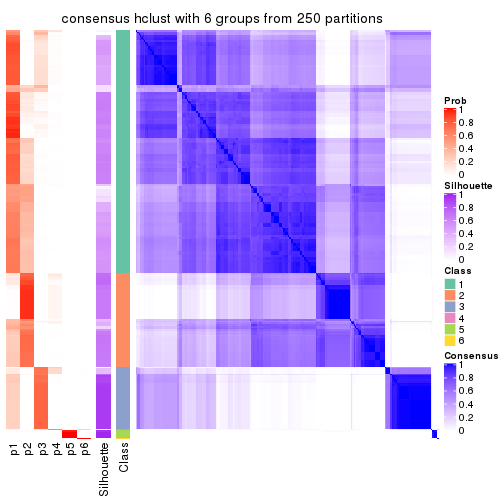 consensus hclust with 6 groups from 250 partitions
Prob
1
0.8
0.6
0.4
0.2
0
Silhouette
1
0.8
0.6
0.4
0.2
0
Class
1
2
3
4
5
6
Consensus
1
0.8
0.6
0.4
0.2
0
p1
p2
p3
p4
p5
p6
Silhouette
Class